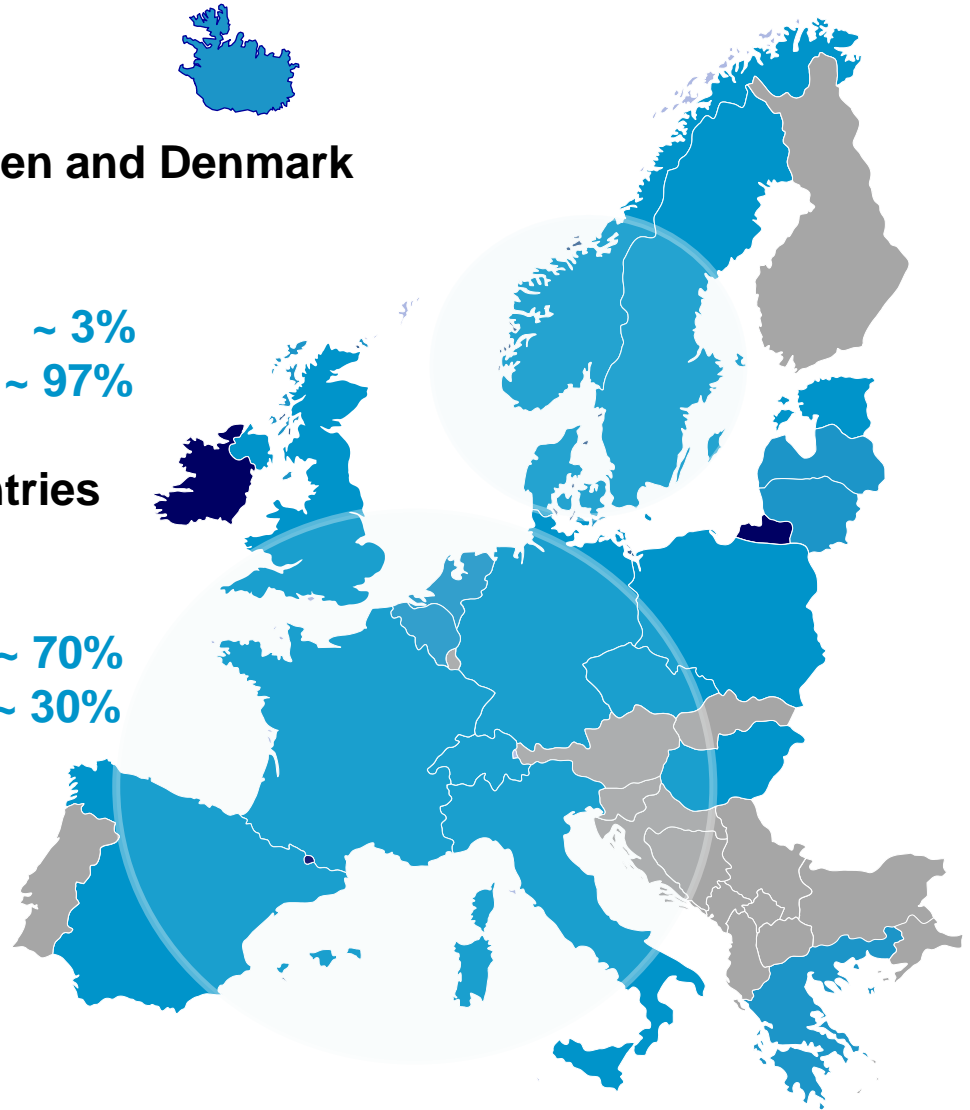 en and Denmark
~ 3%
~ 97%
tries
~ 70%
~ 30%